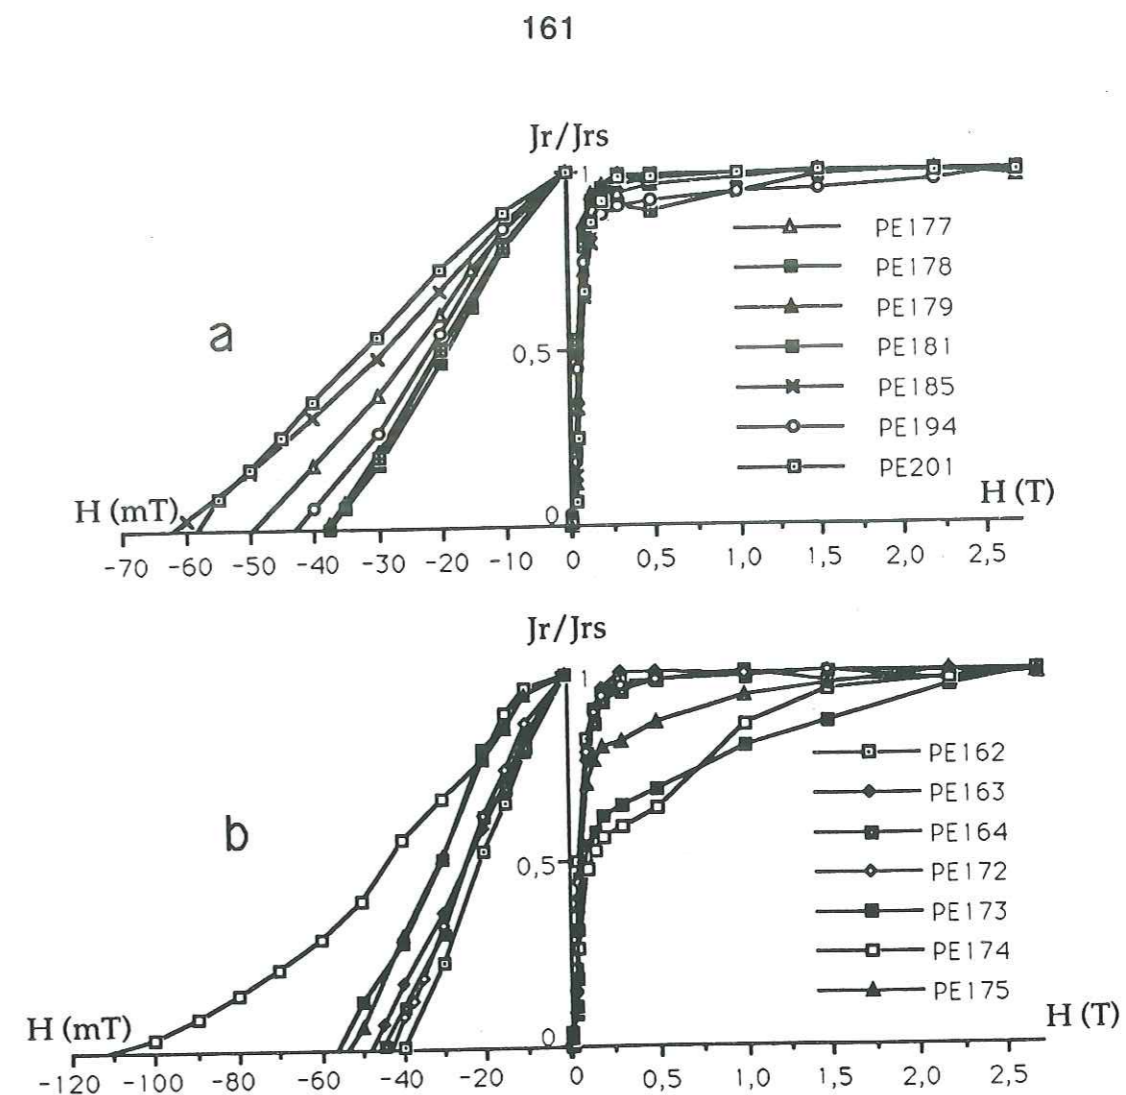 161
Jr/Jrs
1
PE177
PE178
PE179
a
0,5
PE181
PE185
PE194
PE201
H (mT)
0
H (T)
-70 -60 -50 -40 -30 -20 -10 0 0,5 1,0 1,5 2,0 2,5
Jr/Jrs
1
PE162
PE163
b
PE164
0,5
PE172
PE173
PE174
PE175
H (mT)
0
H (T)
-120 -100 -80 -60 -40 -20 0 0,5 1,0 1,5 2,0 2,5